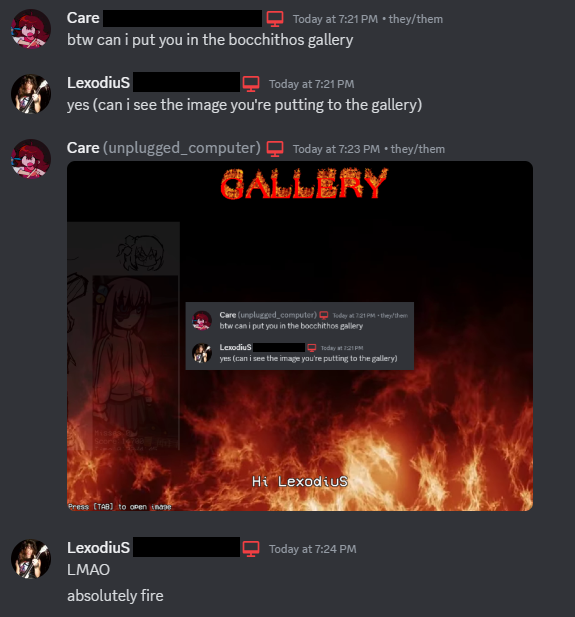 Care Today at 7:21 PM • they/them
btw can i put you in the bocchithos gallery
LexodiuS Today at 7:21 PM
yes (can i see the image you're putting to the gallery)
Care (unplugged_computer) Today at 7:23 PM • they/them
GALLERY
Care (unplugged_computer) Today at 7:21 PM • they/them
btw can i put you in the bocchithos gallery
LexodiuS Today at 7:21 PM
yes (can i see the image you're putting to the gallery)
Hi LexodiuS
Press [TAB] to open image
LexodiuS Today at 7:24 PM
LMAO
absolutely fire